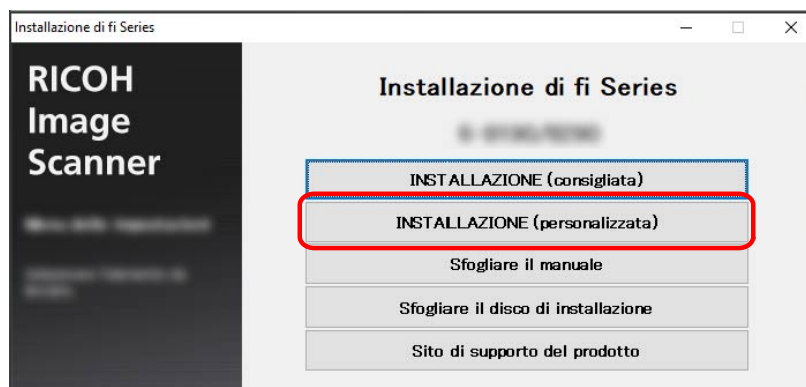 Installazione di fi Series
RICOH
Image
Scanner
Installazione di fi Series
INSTALLAZIONE (consigliata)
INSTALLAZIONE (personalizzata)
Sfogliare il manuale
Sfogliare il disco di installazione
Sito di supporto del prodotto